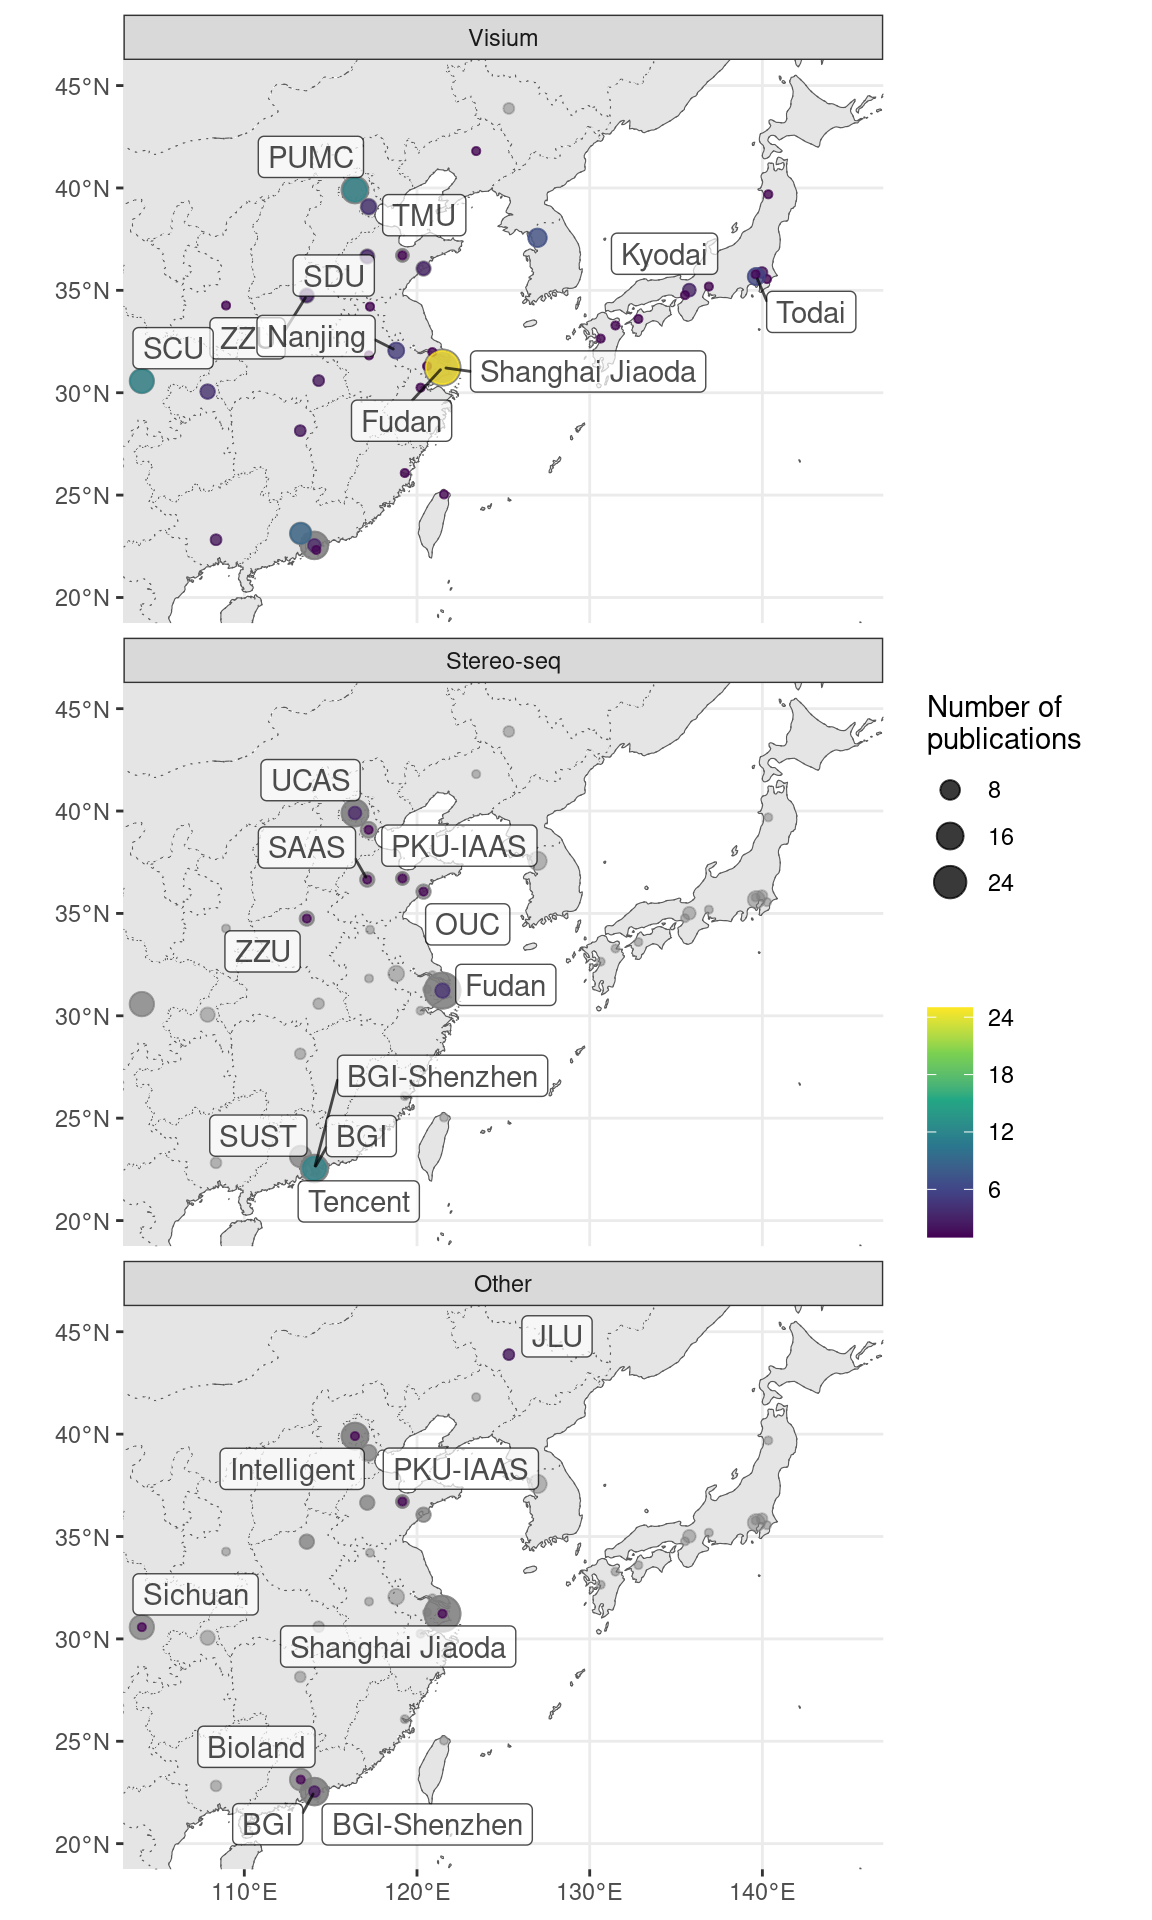 Visium
45°N
40°N
35°N
30°N
25°N
20°N
PUMC
TMU
SDU
ZZU
Nanjing
SCU
Kyodai
Todai
Shanghai Jiaoda
Fudan
Stereo-seq
45°N
40°N
35°N
30°N
25°N
20°N
UCAS
SAAS
PKU-IAAS
OUC
ZZU
Fudan
BGI-Shenzhen
SUST
BGI
Tencent
Number of
publications
8
16
24
24
18
12
6
Other
45°N
40°N
35°N
30°N
25°N
20°N
JLU
Intelligent
PKU-IAAS
Sichuan
Shanghai Jiaoda
Bioland
BGI
BGI-Shenzhen
110°E
120°E
130°E
140°E